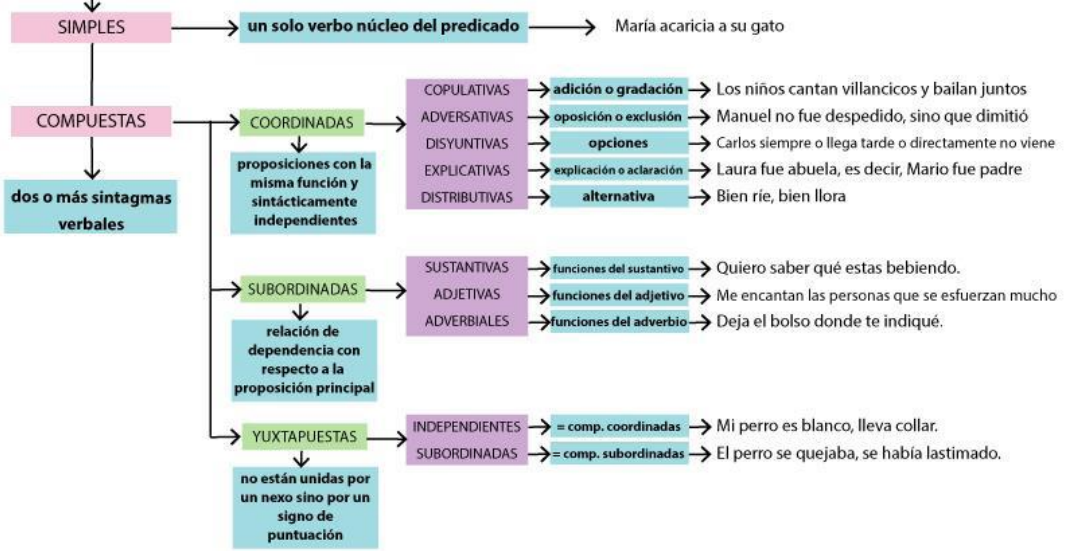 SIMPLES
un solo verbo núcleo del predicado
María acaricia a su gato
COMPUESTAS
dos o más sintagmas
verbales
COORDINADAS
proposiciones con la
misma función y
sintácticamente
independientes
COPULATIVAS
adición o gradación
Los niños cantan villancicos y bailan juntos
ADVERSATIVAS
oposición o exclusión
Manuel no fue despedido, sino que dimitió
DISYUNTIVAS
opciones
Carlos siempre o llega tarde o directamente no viene
EXPLICATIVAS
explicación o aclaración
Laura fue abuela, es decir, Mario fue padre
DISTRIBUTIVAS
alternativa
Bien ríe, bien llora
SUBORDINADAS
relación de
dependencia con
respecto a la
proposición principal
SUSTANTIVAS
funciones del sustantivo
Quiero saber qué estas bebiendo.
ADJETIVAS
funciones del adjetivo
Me encantan las personas que se esfuerzan mucho
ADVERBIALES
funciones del adverbio
Deja el bolso donde te indiqué.
YUXTAPUESTAS
no están unidas por
un nexo sino por un
signo de
puntuación
INDEPENDIENTES
= comp. coordinadas
Mi perro es blanco, lleva collar.
SUBORDINADAS
= comp. subordinadas
El perro se quejaba, se había lastimado.